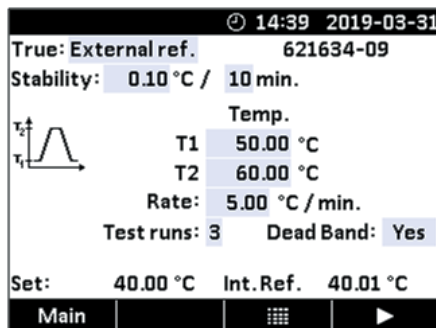 14:39 2019-03-31
True: External ref. 621634-09
Stability: 0.10 °C / 10 min.
Temp.
T2
T1
T1 50.00 °C
T2 60.00 °C
Rate: 5.00 °C / min.
Test runs: 3 Dead Band: Yes
Set: 40.00 °C Int. Ref. 40.01 °C
Main